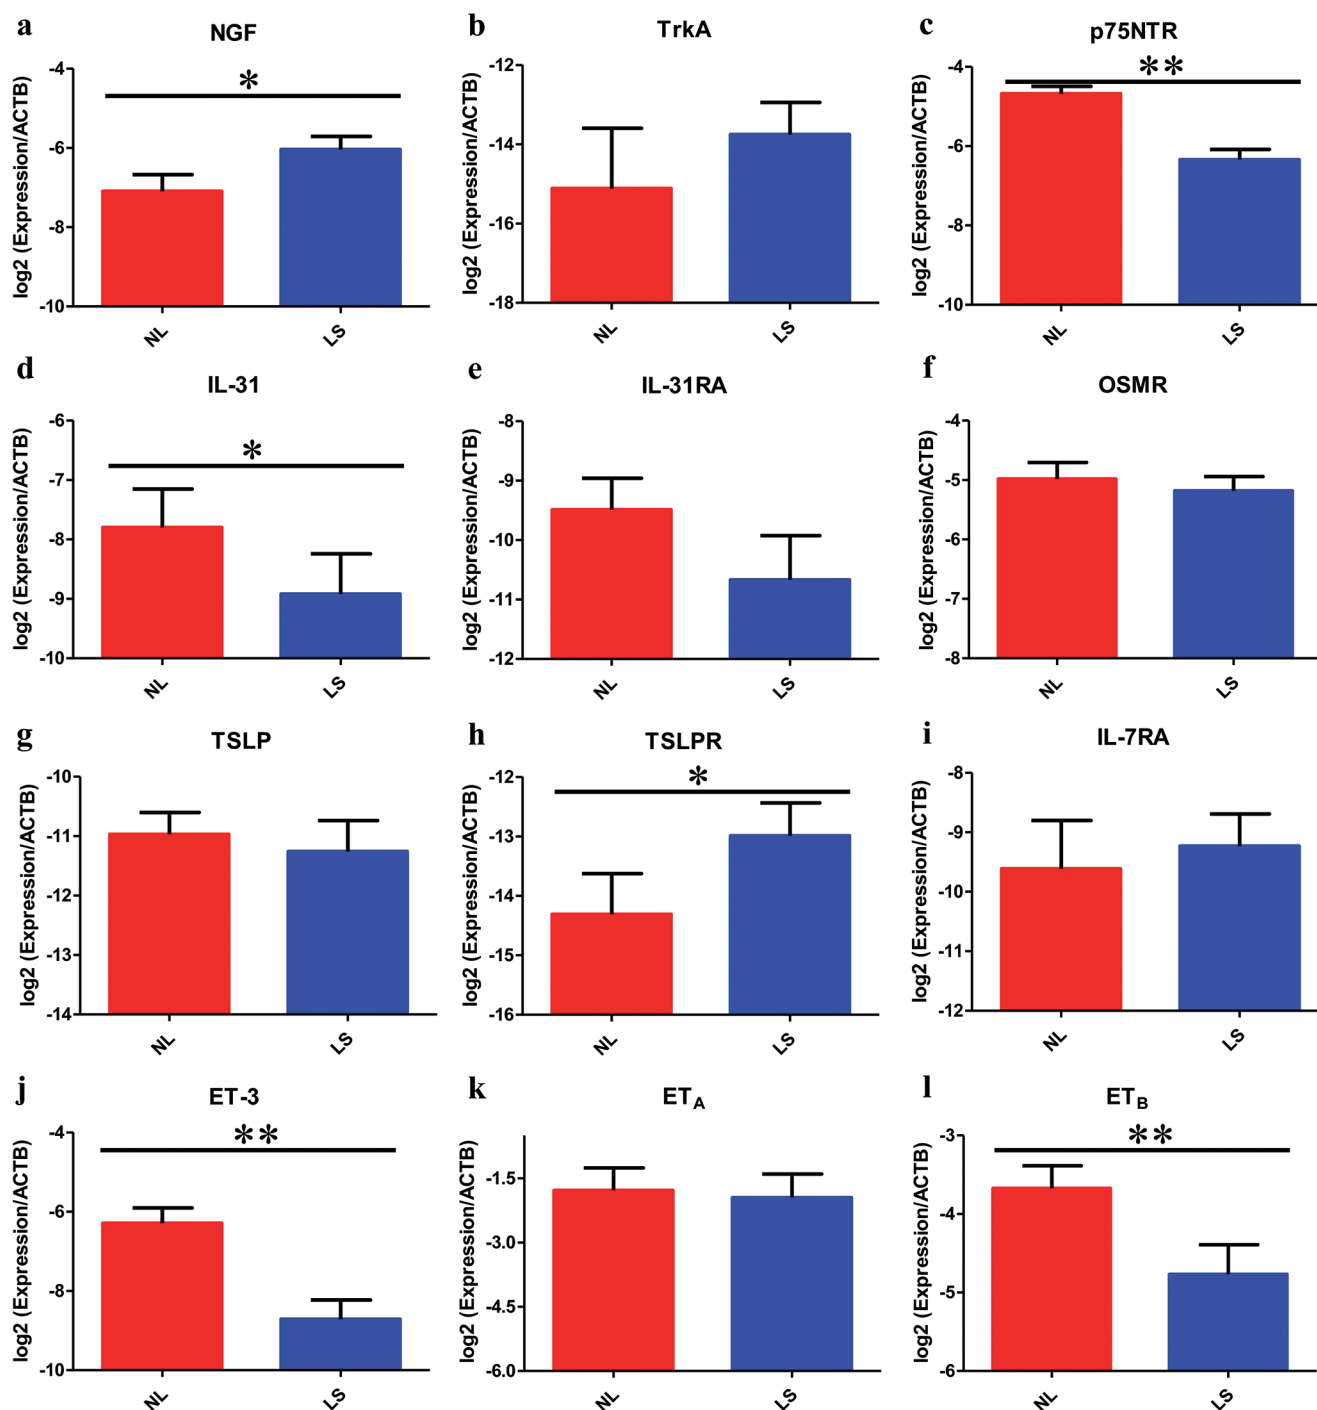 a NGF
log2 (Expression/ACTB)
-4
-6
-8
-10
*
NL LS
b TrkA
log2 (Expression/ACTB)
-12
-14
-16
-18
NL LS
c p75NTR
log2 (Expression/ACTB)
-4
-6
-8
-10
**
NL LS
d IL-31
log2 (Expression/ACTB)
-6
-7
-8
-9
-10
*
NL LS
e IL-31RA
log2 (Expression/ACTB)
-8
-9
-10
-11
-12
NL LS
f OSMR
log2 (Expression/ACTB)
-4
-5
-6
-7
-8
NL LS
g TSLP
log2 (Expression/ACTB)
-10
-11
-12
-13
-14
NL LS
h TSLPR
log2 (Expression/ACTB)
-12
-13
-14
-15
-16
*
NL LS
i IL-7RA
log2 (Expression/ACTB)
-8
-9
-10
-11
-12
NL LS
j ET-3
log2 (Expression/ACTB)
-4
-6
-8
-10
**
NL LS
k ETA
log2 (Expression/ACTB)
-1.5
-3.0
-4.5
-6.0
NL LS
l ETB
log2 (Expression/ACTB)
-3
-4
-5
-6
**
NL LS